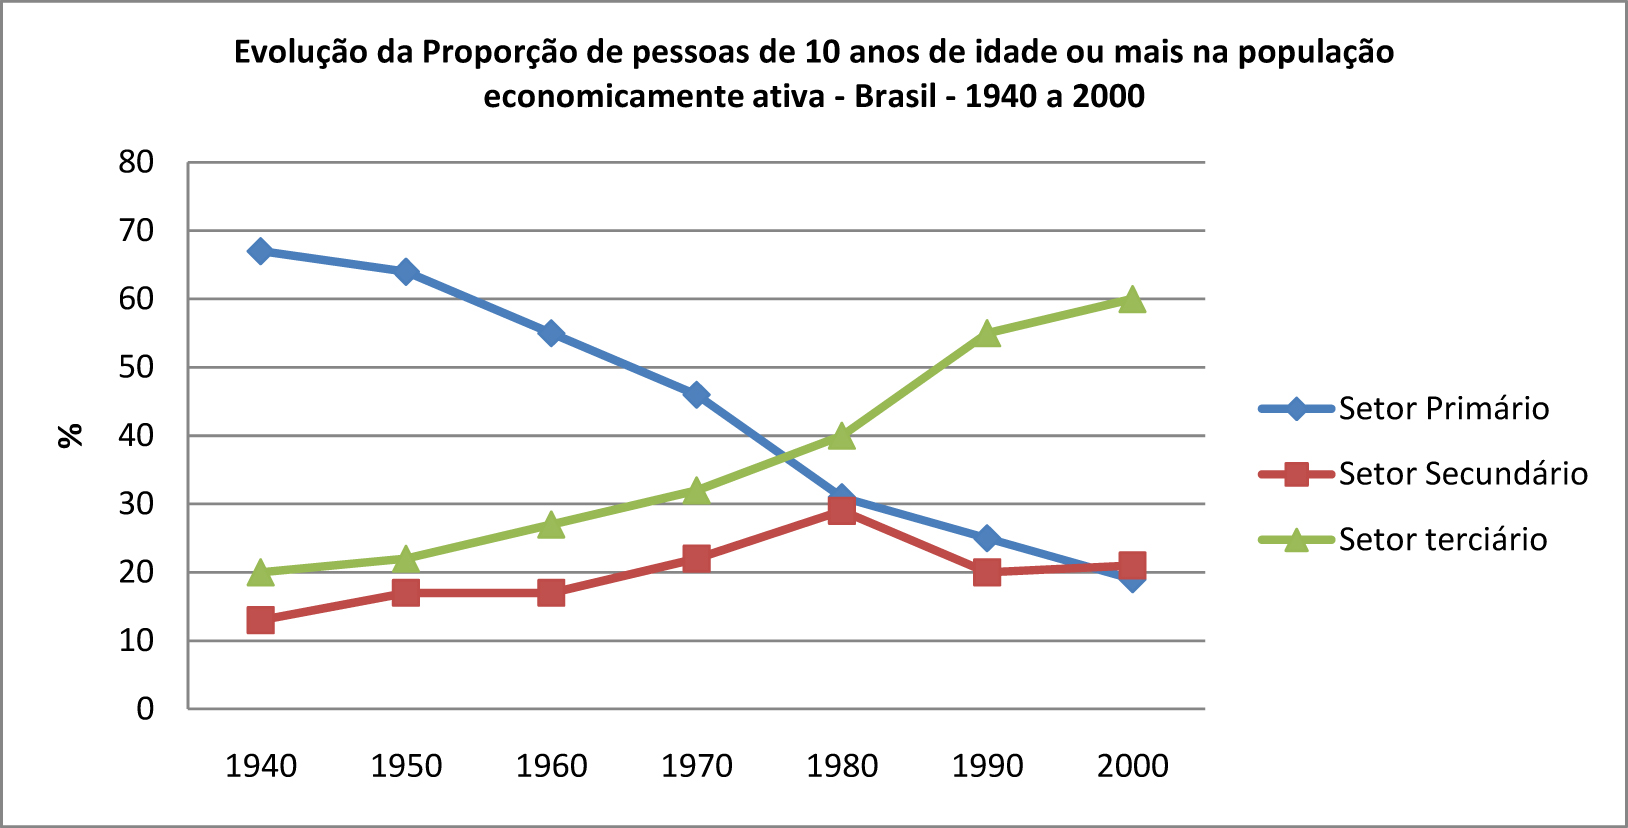 Evolução da Proporção de pessoas de 10 anos de idade ou mais na população
economicamente ativa - Brasil - 1940 a 2000
80
70
60
50
40
30
20
10
0
%
1940 1950 1960 1970 1980 1990 2000
Setor Primário
Setor Secundário
Setor terciário